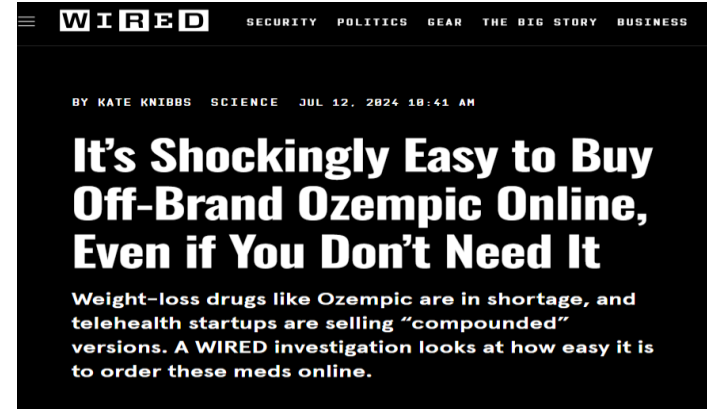 WIRED SECURITY POLITICS GEAR THE BIG STORY BUSINESS
BY KATE KNIBBS SCIENCE JUL 12, 2024 10:41 AM
It's Shockingly Easy to Buy
Off-Brand Ozempic Online,
Even if You Don't Need It
Weight-loss drugs like Ozempic are in shortage, and
telehealth startups are selling “compounded”
versions. A WIRED investigation looks at how easy it is
to order these meds online.